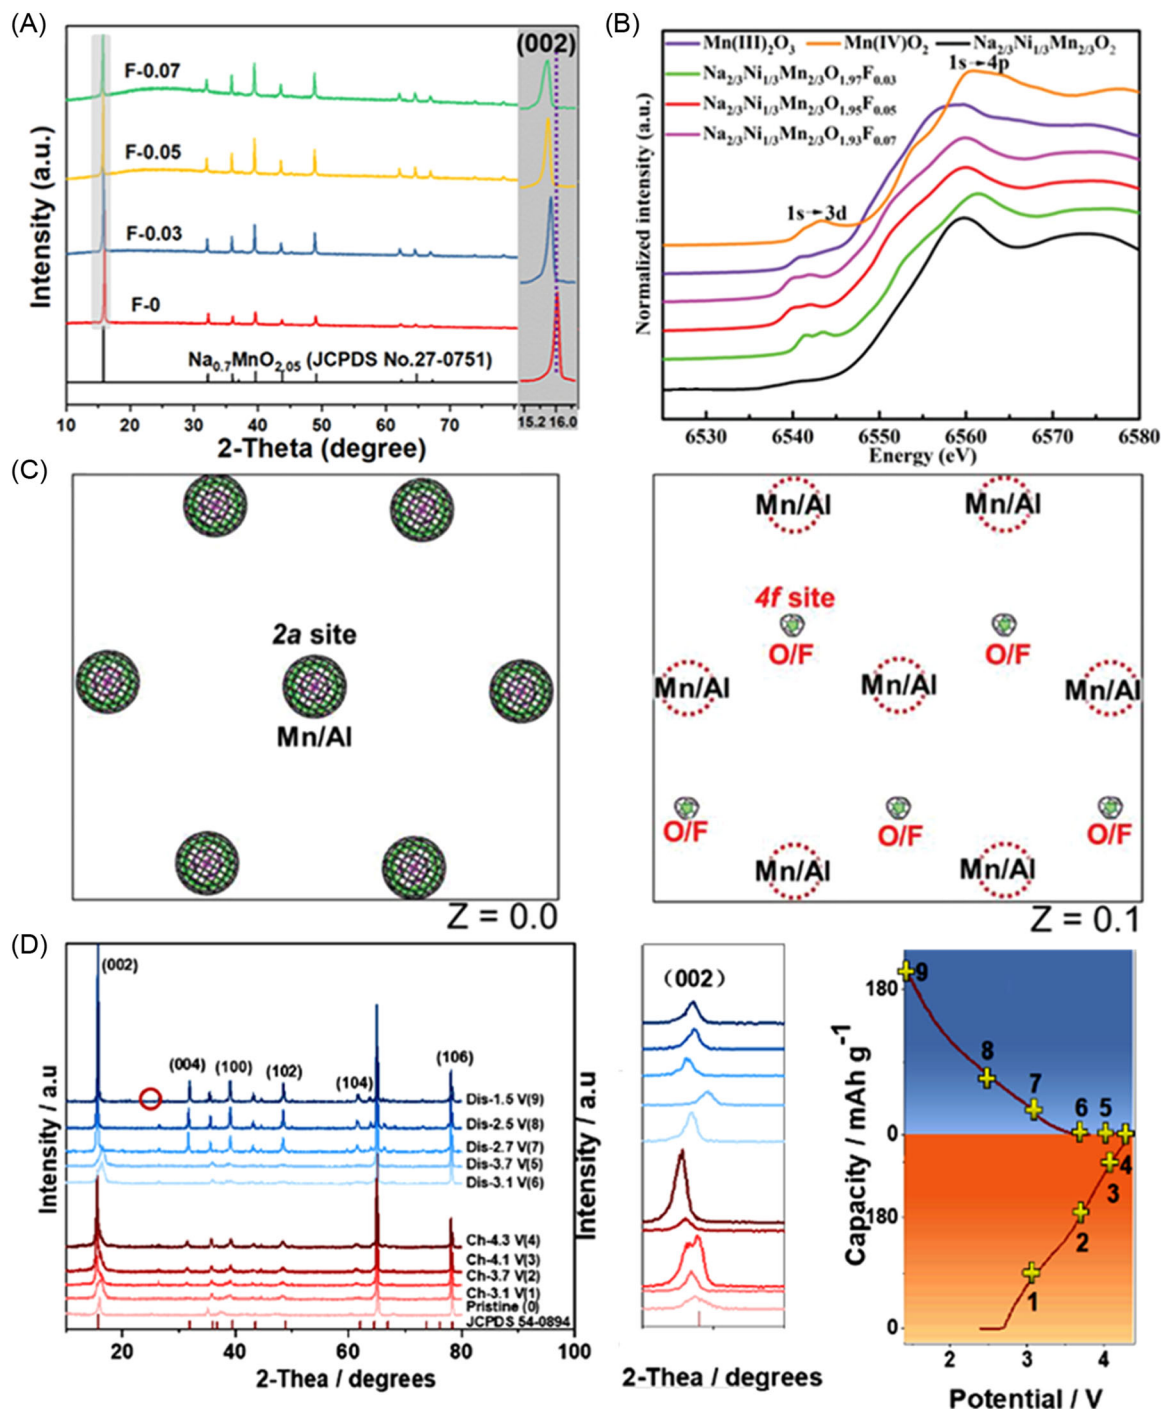 (A)
(002)
F-0.07
F-0.05
F-0.03
F-0
Na0.7MnO2.05 (JCPDS No.27-0751)
Intensity (a.u.)
10 20 30 40 50 60 70 15.2 16.0
2-Theta (degree)
(B)
Mn(III)2O3 Mn(IV)O2 Na2/3Ni1/3Mn2/3O2
1s→4p
Na2/3Ni1/3Mn2/3O1.97F0.03
Na2/3Ni1/3Mn2/3O1.95F0.05
Na2/3Ni1/3Mn2/3O1.93F0.07
1s→3d
Normalized intensity (a.u.)
6530 6540 6550 6560 6570 6580
Energy (eV)
(C)
2a site
Mn/Al
Z = 0.0
Mn/Al Mn/Al
4f site
O/F O/F
Mn/Al Mn/Al Mn/Al
O/F O/F O/F
Mn/Al Mn/Al
Z = 0.1
(D)
(002)
(004) (100) (102) (104) (106)
Dis-1.5 V(9)
Dis-2.5 V(8)
Dis-2.7 V(7)
Dis-3.7 V(5)
Dis-3.1 V(6)
Ch-4.3 V(4)
Ch-4.1 V(3)
Ch-3.7 V(2)
Ch-3.1 V(1)
Pristine (0)
JCPDS 54-0894
Intensity / a.u
20 40 60 80 100
2-Thea / degrees
(002)
Intensity / a.u
2-Thea / degrees
9
180
8
7
6 5
0
4
3
180
2
1
0
Capacity / mAh g-1
2 3 4
Potential / V